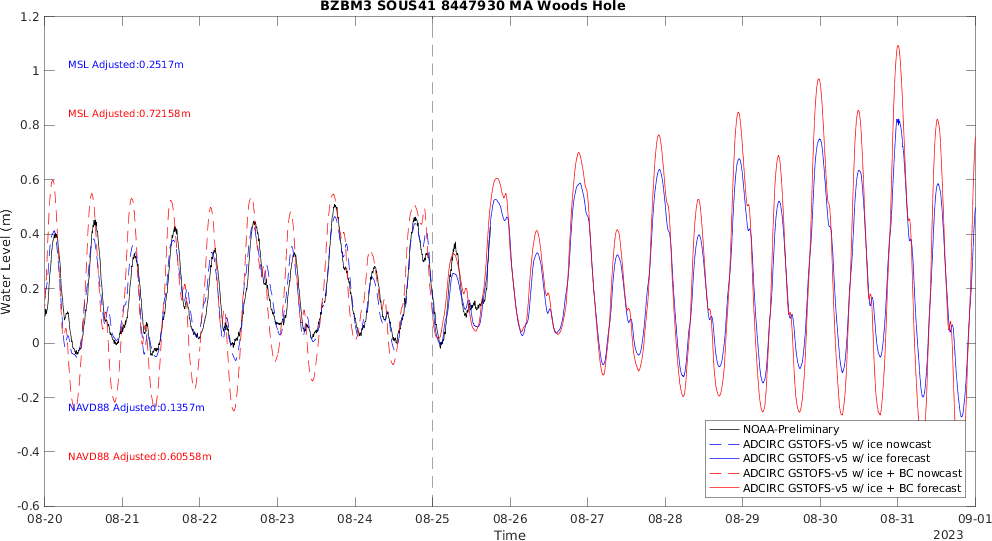 BZBM3 SOUS41 8447930 MA Woods Hole
1.2
1
0.8
0.6
0.4
0.2
0
-0.2
-0.4
-0.6
Water Level (m)
MSL Adjusted:0.2517m
MSL Adjusted:0.72158m
NAVD88 Adjusted:0.1357m
NAVD88 Adjusted:0.60558m
NOAA-Preliminary
ADCIRC GSTOFS-v5 w/ ice nowcast
ADCIRC GSTOFS-v5 w/ ice forecast
ADCIRC GSTOFS-v5 w/ ice + BC nowcast
ADCIRC GSTOFS-v5 w/ ice + BC forecast
08-20 08-21 08-22 08-23 08-24 08-25 08-26 08-27 08-28 08-29 08-30 08-31 09-01
Time
2023